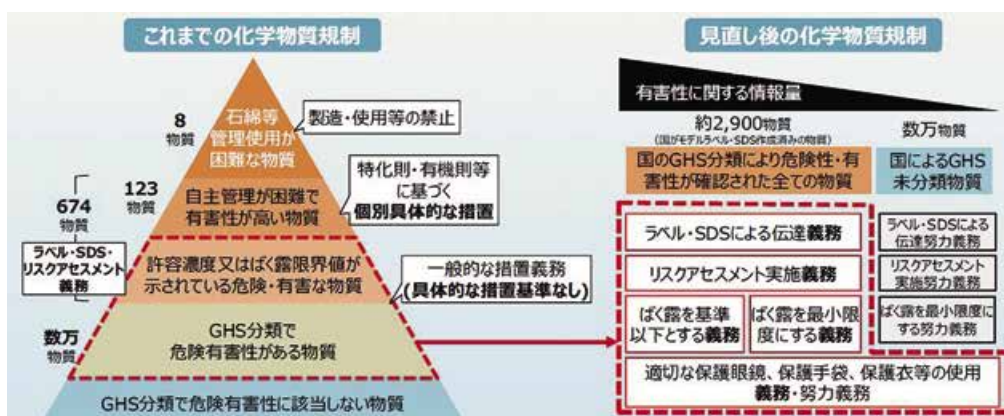 これまでの化学物質規制
8
物質
石綿等
管理使用が
困難な物質
製造・使用等の禁止
123
物質
自主管理が困難で
有害性が高い物質
特化則・有機則等
に基づく
個別具体的な措置
674
物質
ラベル・SDS・
リスクアセスメント
義務
許容濃度又はばく露限界値が
示されている危険・有害な物質
一般的な措置義務
(具体的な措置基準なし)
数万
物質
GHS分類で
危険有害性がある物質
GHS分類で危険有害性に該当しない物質
見直し後の化学物質規制
有害性に関する情報量
約2,900物質
(国がモデルラベル・SDS作成済みの物質)
数万物質
国のGHS分類により危険性・有
害性が確認された全ての物質
国によるGHS
未分類物質
ラベル・SDSによる伝達義務
ラベル・SDSによる
伝達努力義務
リスクアセスメント実施義務
リスクアセスメント
実施努力義務
ばく露を基準
以下とする義務
ばく露を最小限
度にする義務
ばく露を最小限度に
する努力義務
適切な保護眼鏡、保護手袋、保護衣等の使用
義務・努力義務